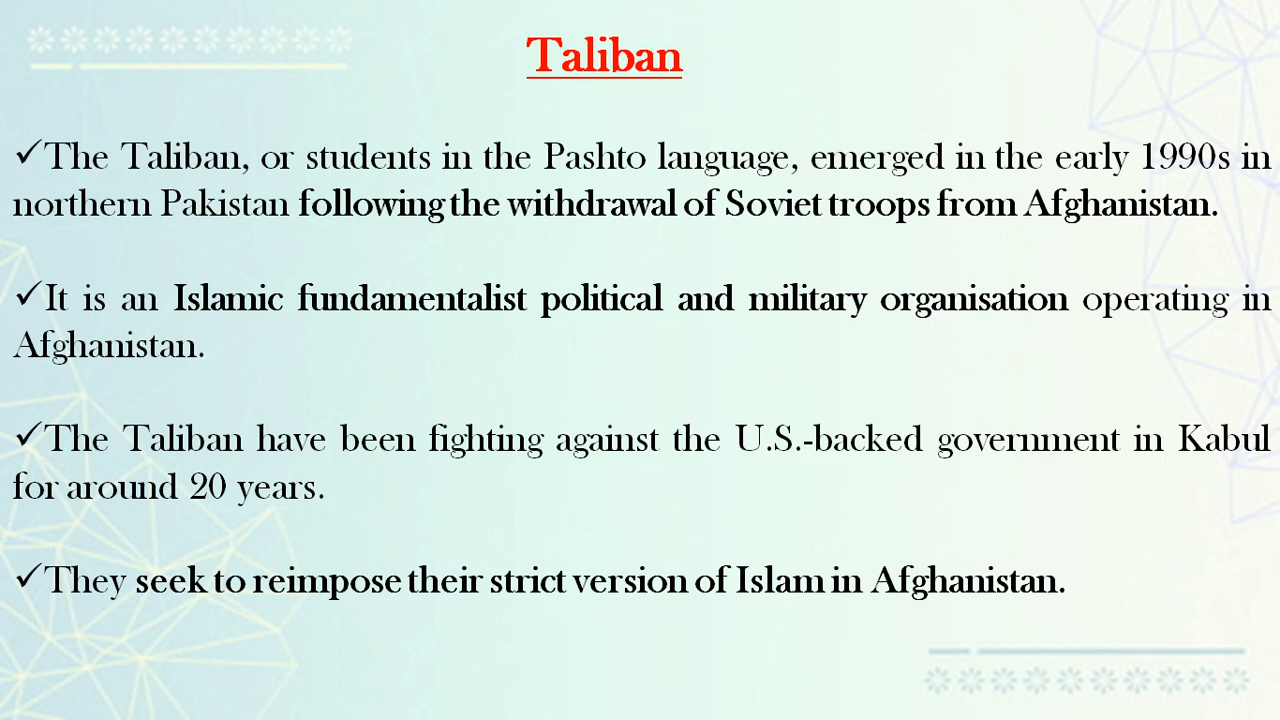 Taliban
✓The Taliban, or students in the Pashto language, emerged in the early 1990s in
northern Pakistan following the withdrawal of Soviet troops from Afghanistan.
✓It is an Islamic fundamentalist political and military organisation operating in
Afghanistan.
✓The Taliban have been fighting against the U.S.-backed government in Kabul
for around 20 years.
✓They seek to reimpose their strict version of Islam in Afghanistan.